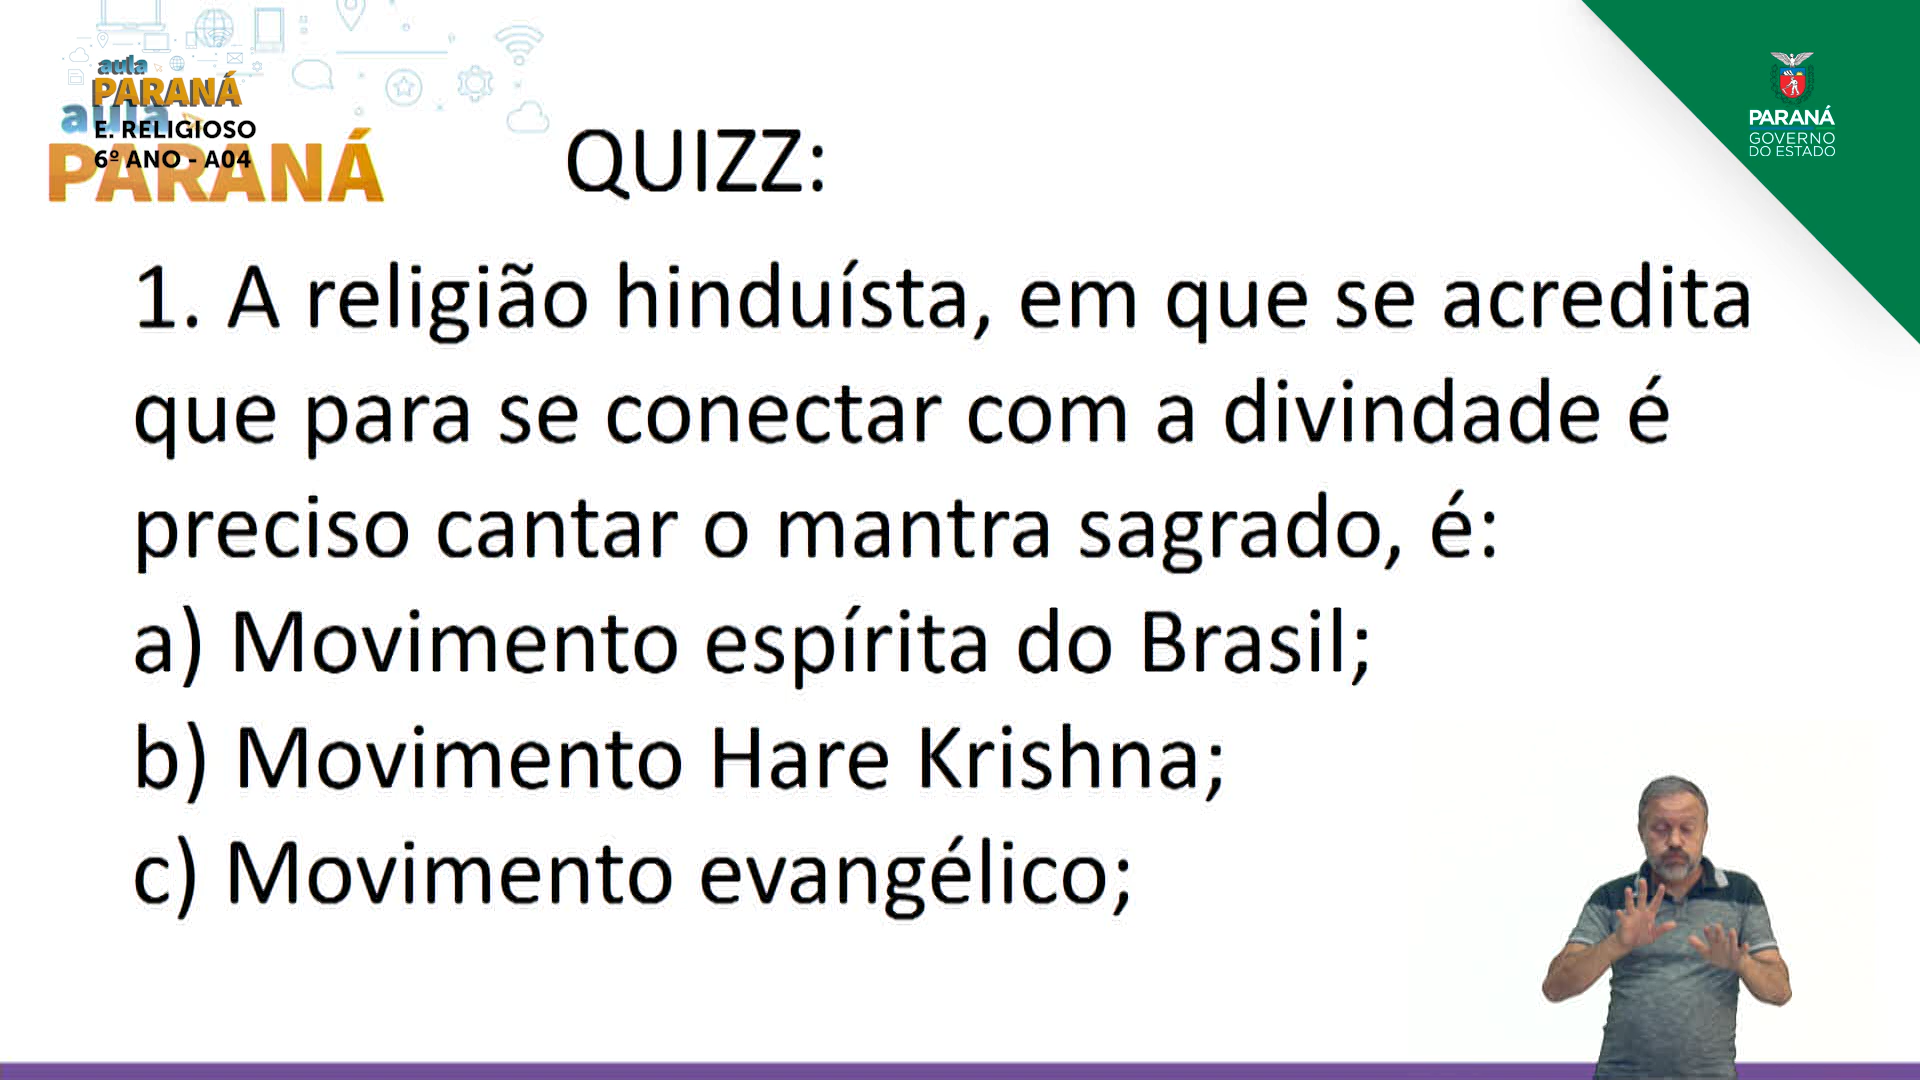 aula
PARANÁ
E. RELIGIOSO
6º ANO - A04
aula
PARANÁ
PARANÁ
GOVERNO
DO ESTADO
QUIZZ:
1. A religião hinduísta, em que se acredita
que para se conectar com a divindade é
preciso cantar o mantra sagrado, é:
a) Movimento espírita do Brasil;
b) Movimento Hare Krishna;
c) Movimento evangélico;